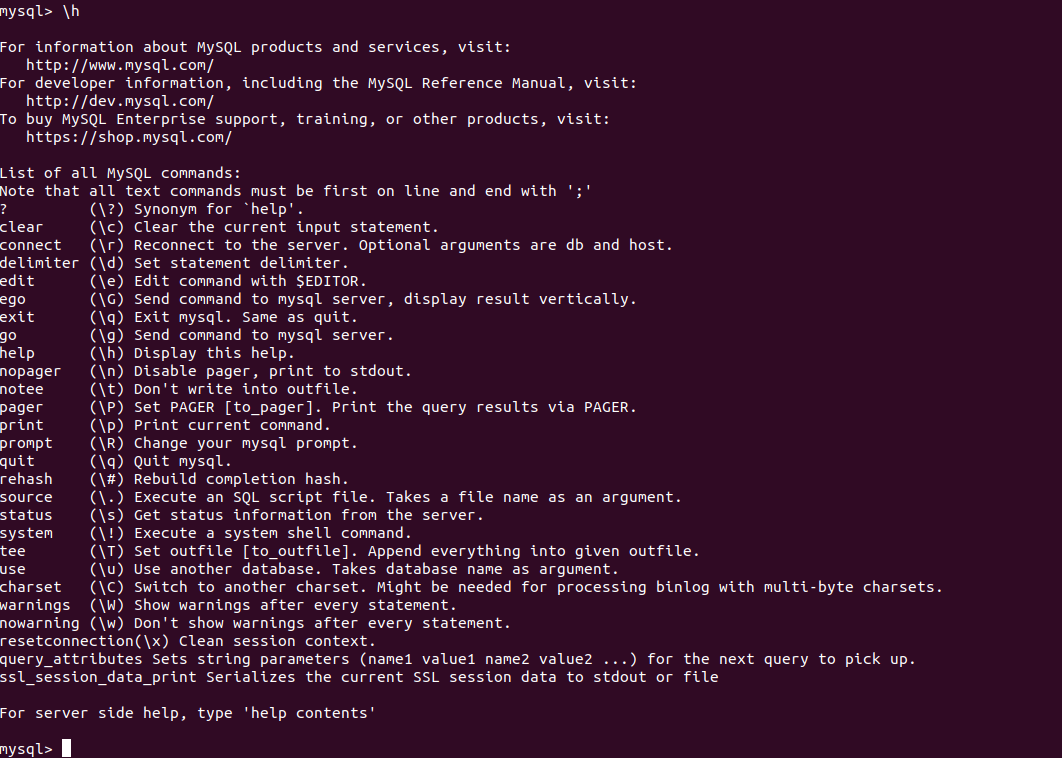 mysql> \h
For information about MySQL products and services, visit:
   http://www.mysql.com/
For developer information, including the MySQL Reference Manual, visit:
   http://dev.mysql.com/
To buy MySQL Enterprise support, training, or other products, visit:
   https://shop.mysql.com/
List of all MySQL commands:
Note that all text commands must be first on line and end with ';'
?         (\?) Synonym for `help'.
clear     (\c) Clear the current input statement.
connect   (\r) Reconnect to the server. Optional arguments are db and host.
delimiter (\d) Set statement delimiter.
edit      (\e) Edit command with $EDITOR.
ego       (\G) Send command to mysql server, display result vertically.
exit      (\q) Exit mysql. Same as quit.
go        (\g) Send command to mysql server.
help      (\h) Display this help.
nopager   (\n) Disable pager, print to stdout.
notee     (\t) Don't write into outfile.
pager     (\P) Set PAGER [to_pager]. Print the query results via PAGER.
print     (\p) Print current command.
prompt    (\R) Change your mysql prompt.
quit      (\q) Quit mysql.
rehash    (\#) Rebuild completion hash.
source    (\.) Execute an SQL script file. Takes a file name as an argument.
status    (\s) Get status information from the server.
system    (\!) Execute a system shell command.
tee       (\T) Set outfile [to_outfile]. Append everything into given outfile.
use       (\u) Use another database. Takes database name as argument.
charset   (\C) Switch to another charset. Might be needed for processing binlog with multi-byte charsets.
warnings  (\W) Show warnings after every statement.
nowarning (\w) Don't show warnings after every statement.
resetconnection(\x) Clean session context.
query_attributes Sets string parameters (name1 value1 name2 value2 ...) for the next query to pick up.
ssl_session_data_print Serializes the current SSL session data to stdout or file
For server side help, type 'help contents'
mysql>